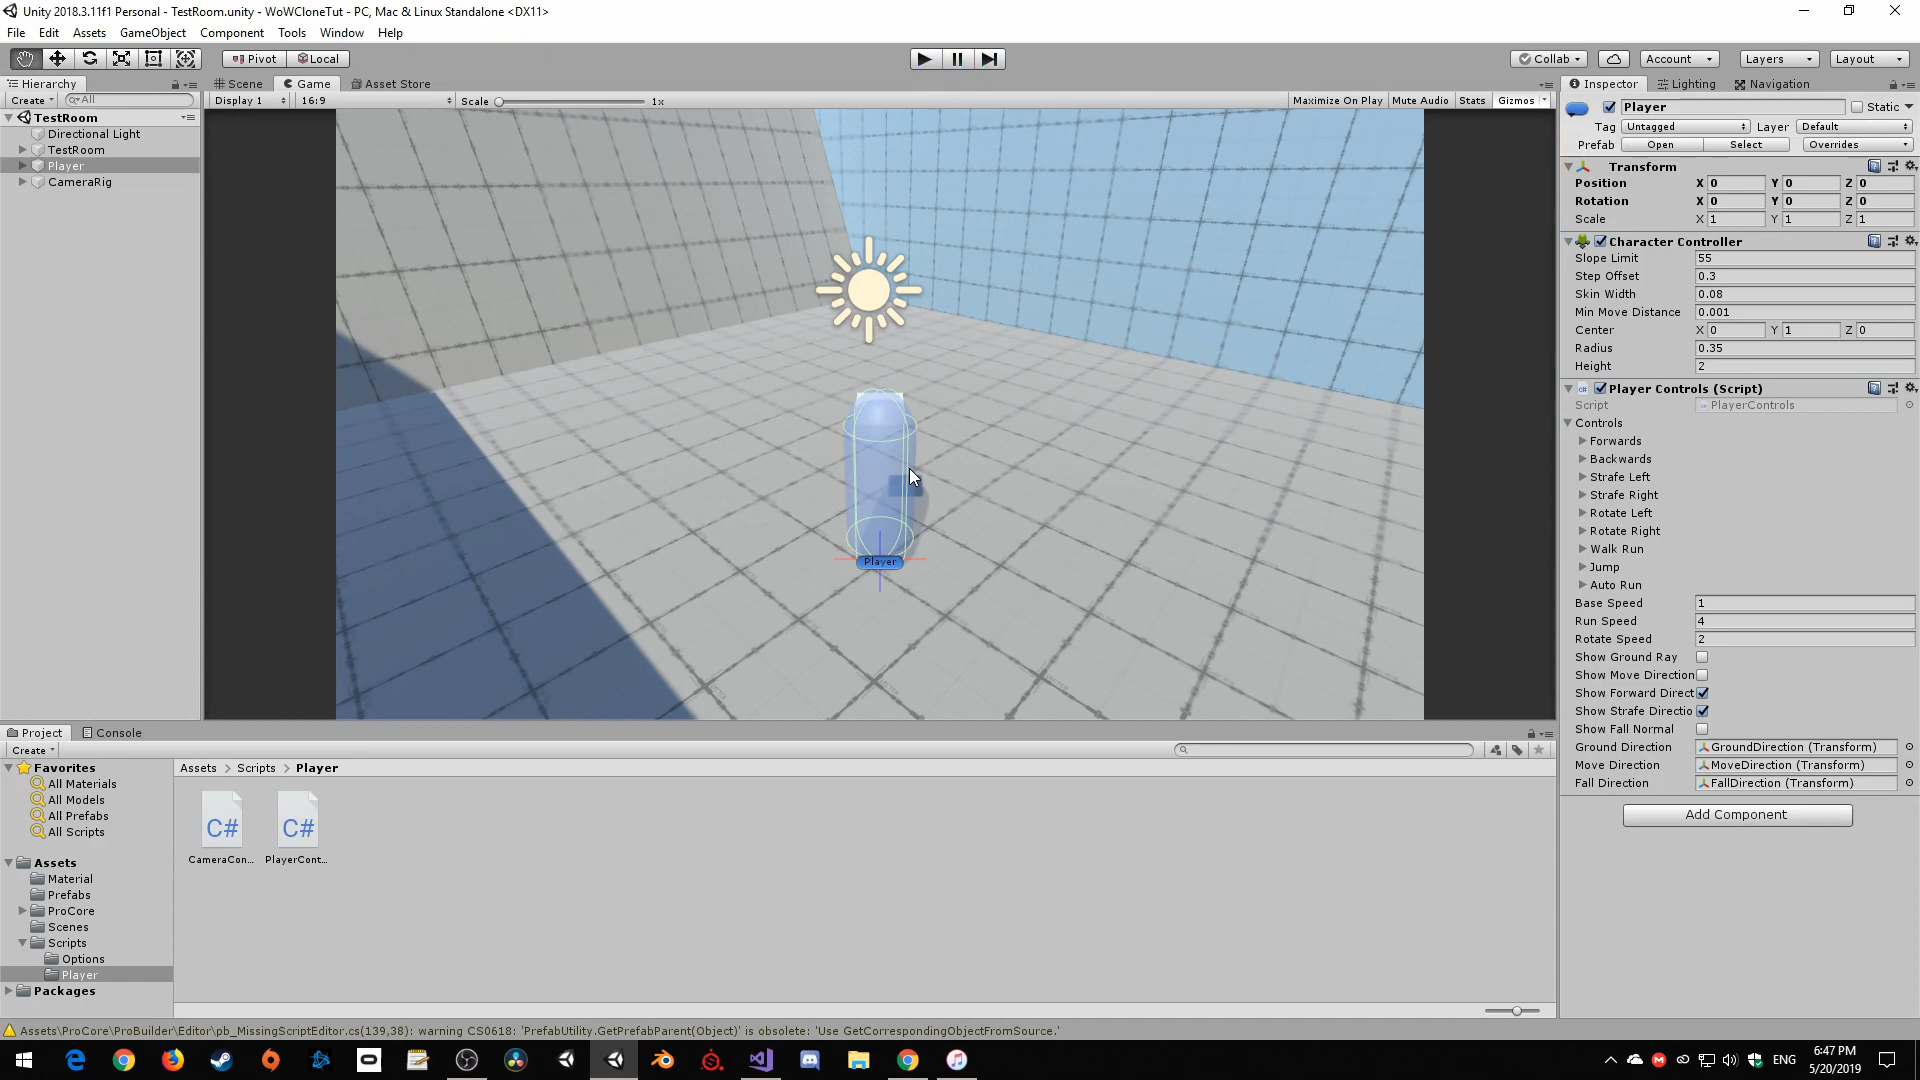 Unity 2018.3.11f1 Personal - TestRoom.unity - WoWCloneTut - PC, Mac & Linux Standalone <DX11>
File Edit Assets GameObject Component Tools Window Help
Pivot Local Collab Account Layers Layout
Hierarchy Scene Game Asset Store Inspector Lighting Navigation
Create All Display 1 16:9 Scale 1x Maximize On Play Mute Audio Stats Gizmos
Player Static
Tag Untagged Layer Default
Prefab Open Select Overrides
TestRoom
Directional Light
TestRoom
Player
CameraRig
Player
Transform
Position X 0 Y 0 Z 0
Rotation X 0 Y 0 Z 0
Scale X 1 Y 1 Z 1
Character Controller
Slope Limit 55
Step Offset 0.3
Skin Width 0.08
Min Move Distance 0.001
Center X 0 Y 1 Z 0
Radius 0.35
Height 2
Player Controls (Script)
Script PlayerControls
Controls
Forwards
Backwards
Strafe Left
Strafe Right
Rotate Left
Rotate Right
Walk Run
Jump
Auto Run
Base Speed 1
Run Speed 4
Rotate Speed 2
Show Ground Ray
Show Move Direction
Show Forward Direct
Show Strafe Directio
Show Fall Normal
Ground Direction GroundDirection (Transform)
Move Direction MoveDirection (Transform)
Fall Direction FallDirection (Transform)
Add Component
Project Console
Create
Favorites
All Materials
All Models
All Prefabs
All Scripts
Assets
Material
Prefabs
ProCore
Scenes
Scripts
Options
Player
Packages
Assets > Scripts > Player
C# C#
CameraCon... PlayerCont...
Assets\ProCore\ProBuilder\Editor\pb_MissingScriptEditor.cs(139,38): warning CS0618: 'PrefabUtility.GetPrefabParent(Object)' is obsolete: 'Use GetCorrespondingObjectFromSource.'
ENG
6:47 PM
5/20/2019